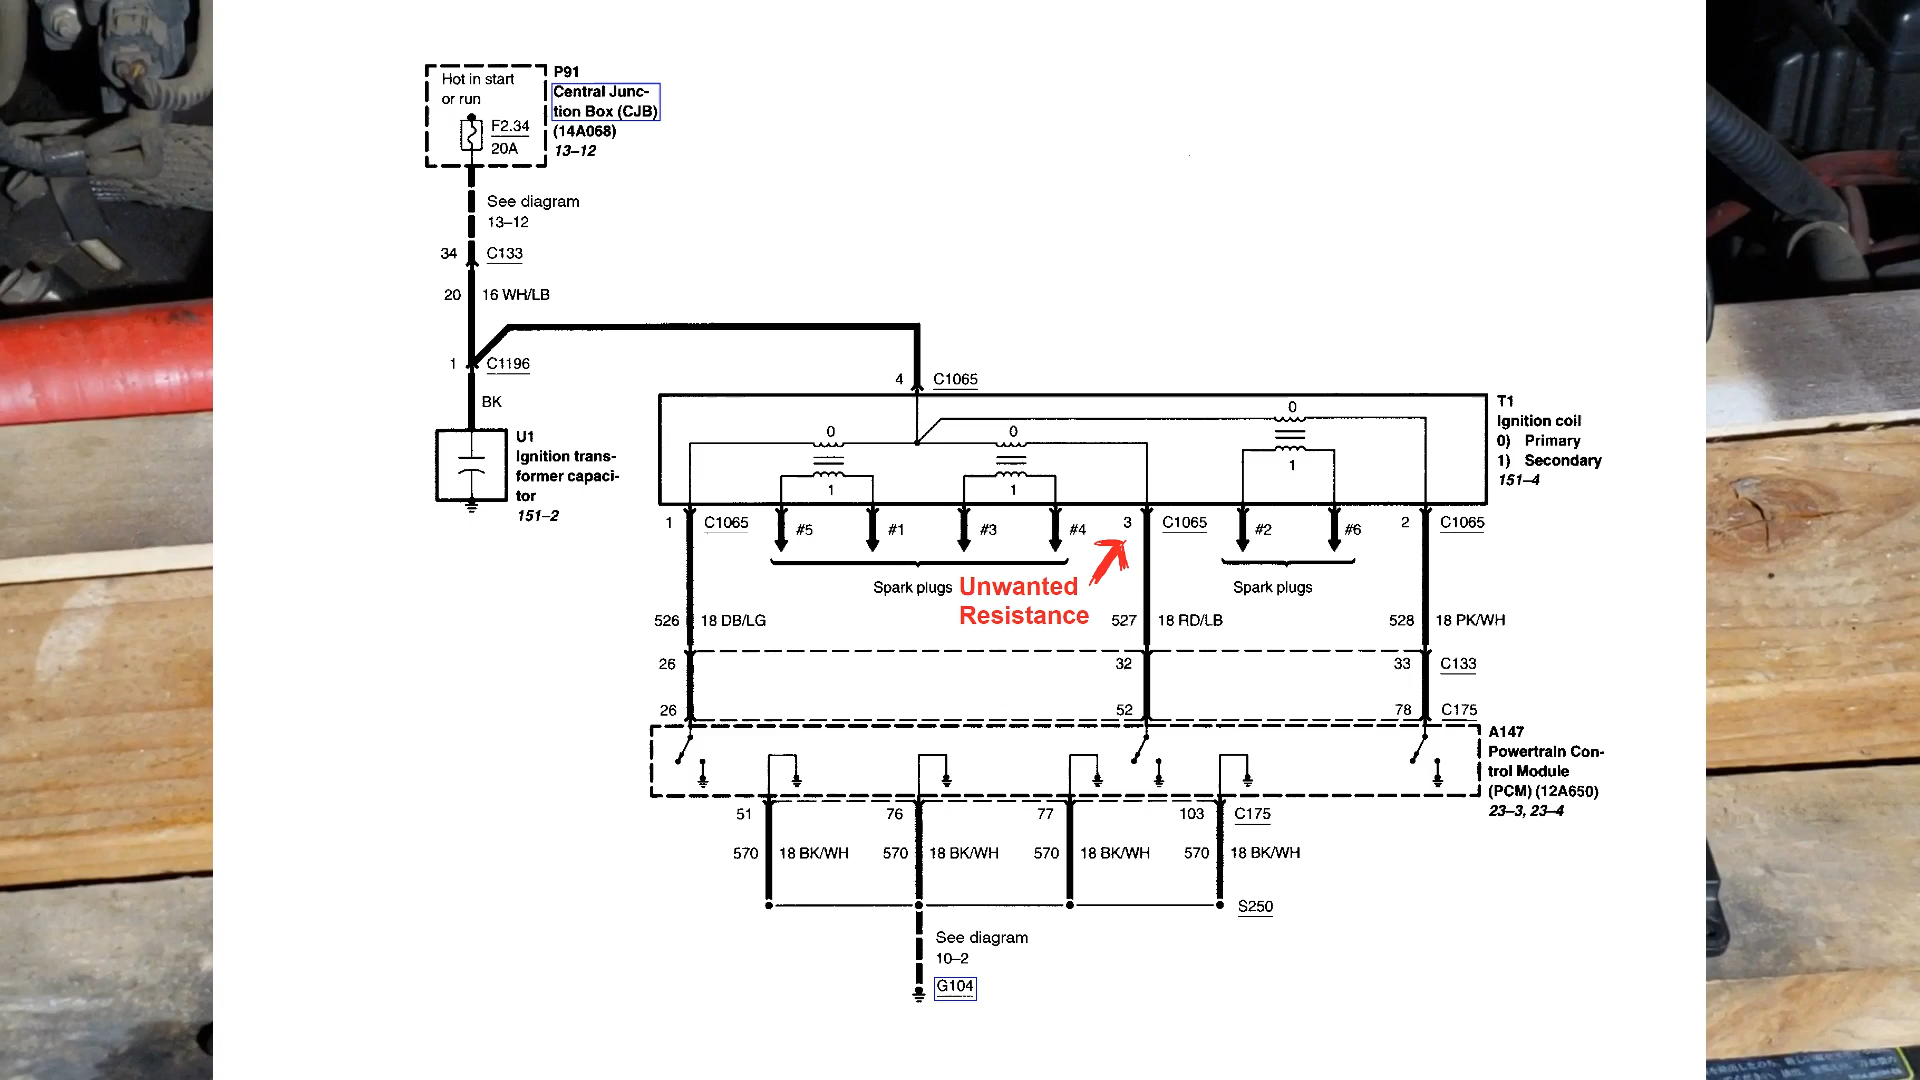 Hot in start
or run
F2.34
20A
P91
Central Junc-
tion Box (CJB)
(14A068)
13–12
See diagram
13–12
34 C133
20 16 WH/LB
1 C1196
BK
U1
Ignition trans-
former capaci-
tor
151–2
4 C1065
T1
Ignition coil
0) Primary
1) Secondary
151–4
0
0
0
1
1
1
1 C1065 #5 #1 #3 #4 3 C1065 #2 #6 2 C1065
Spark plugs
Unwanted
Resistance
Spark plugs
526 18 DB/LG 527 18 RD/LB 528 18 PK/WH
26 32 33 C133
26 52 78 C175
A147
Powertrain Con-
trol Module
(PCM) (12A650)
23–3, 23–4
51 76 77 103 C175
570 18 BK/WH 570 18 BK/WH 570 18 BK/WH 570 18 BK/WH
S250
See diagram
10–2
G104